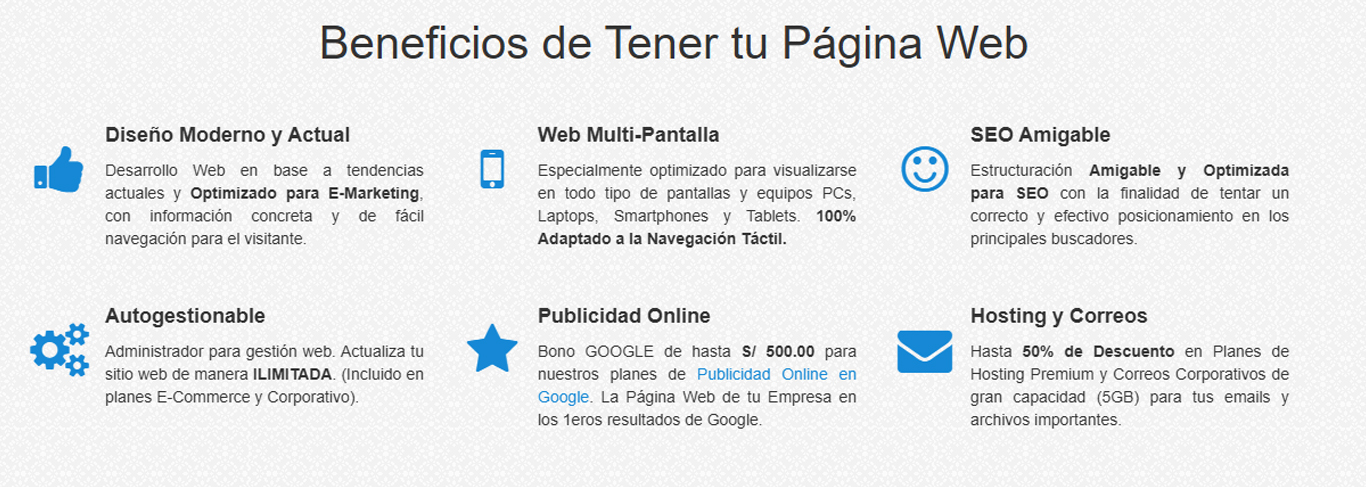 Beneficios de Tener tu Página Web
Diseño Moderno y Actual
Desarrollo Web en base a tendencias
actuales y Optimizado para E-Marketing,
con información concreta y de fácil
navegación para el visitante.
Web Multi-Pantalla
Especialmente optimizado para visualizarse
en todo tipo de pantallas y equipos PCs,
Laptops, Smartphones y Tablets. 100%
Adaptado a la Navegación Táctil.
SEO Amigable
Estructuración Amigable y Optimizada
para SEO con la finalidad de tentar un
correcto y efectivo posicionamiento en los
principales buscadores.
Autogestionable
Administrador para gestión web. Actualiza tu
sitio web de manera ILIMITADA. (Incluido en
planes E-Commerce y Corporativo).
Publicidad Online
Bono GOOGLE de hasta S/ 500.00 para
nuestros planes de Publicidad Online en
Google. La Página Web de tu Empresa en
los 1eros resultados de Google.
Hosting y Correos
Hasta 50% de Descuento en Planes de
Hosting Premium y Correos Corporativos de
gran capacidad (5GB) para tus emails y
archivos importantes.